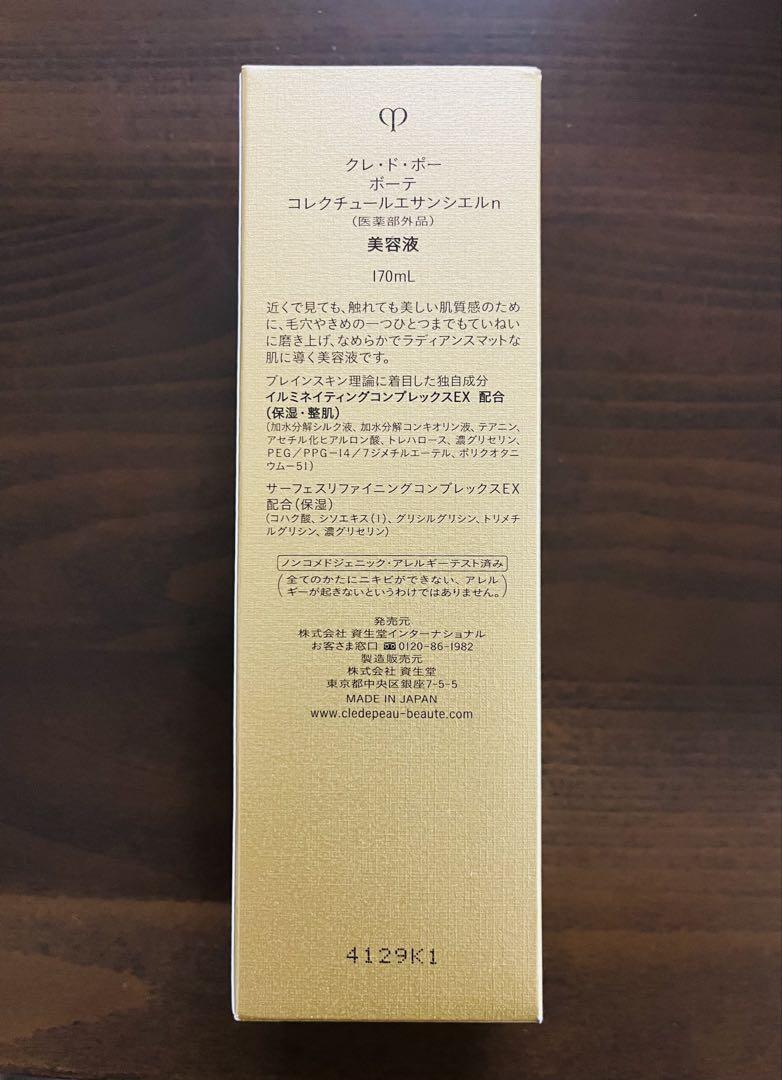 クレ・ド・ポー
ボーテ
コレクチュールエサンシエルn
(医薬部外品)
美容液
170mL
近くで見ても、触れても美しい肌質感のため
に、毛穴やきめの一つひとつまでもていねい
に磨き上げ、なめらかでラディアンスマットな
肌に導く美容液です。
ブレインスキン理論に着目した独自成分
イルミネイティングコンプレックスEX 配合
(保湿・整肌)
(加水分解シルク液、加水分解コンキオリン液、テアニン、
アセチル化ヒアルロン酸、トレハロース、濃グリセリン、
PEG/PPG-14/7ジメチルエーテル、ポリクオタニ
ウム-51)
サーフェスリファイニングコンプレックスEX
配合(保湿)
(コハク酸、シソエキス(1)、グリシルグリシン、トリメチ
ルグリシン、濃グリセリン)
ノンコメドジェニック・アレルギーテスト済み
(全てのかたにニキビができない、アレル
ギーが起きないというわけではありません。)
発売元
株式会社 資生堂インターナショナル
お客さま窓口 0120-86-1982
製造販売元
株式会社 資生堂
東京都中央区銀座7-5-5
MADE IN JAPAN
www.cledepeau-beaute.com
4129K1